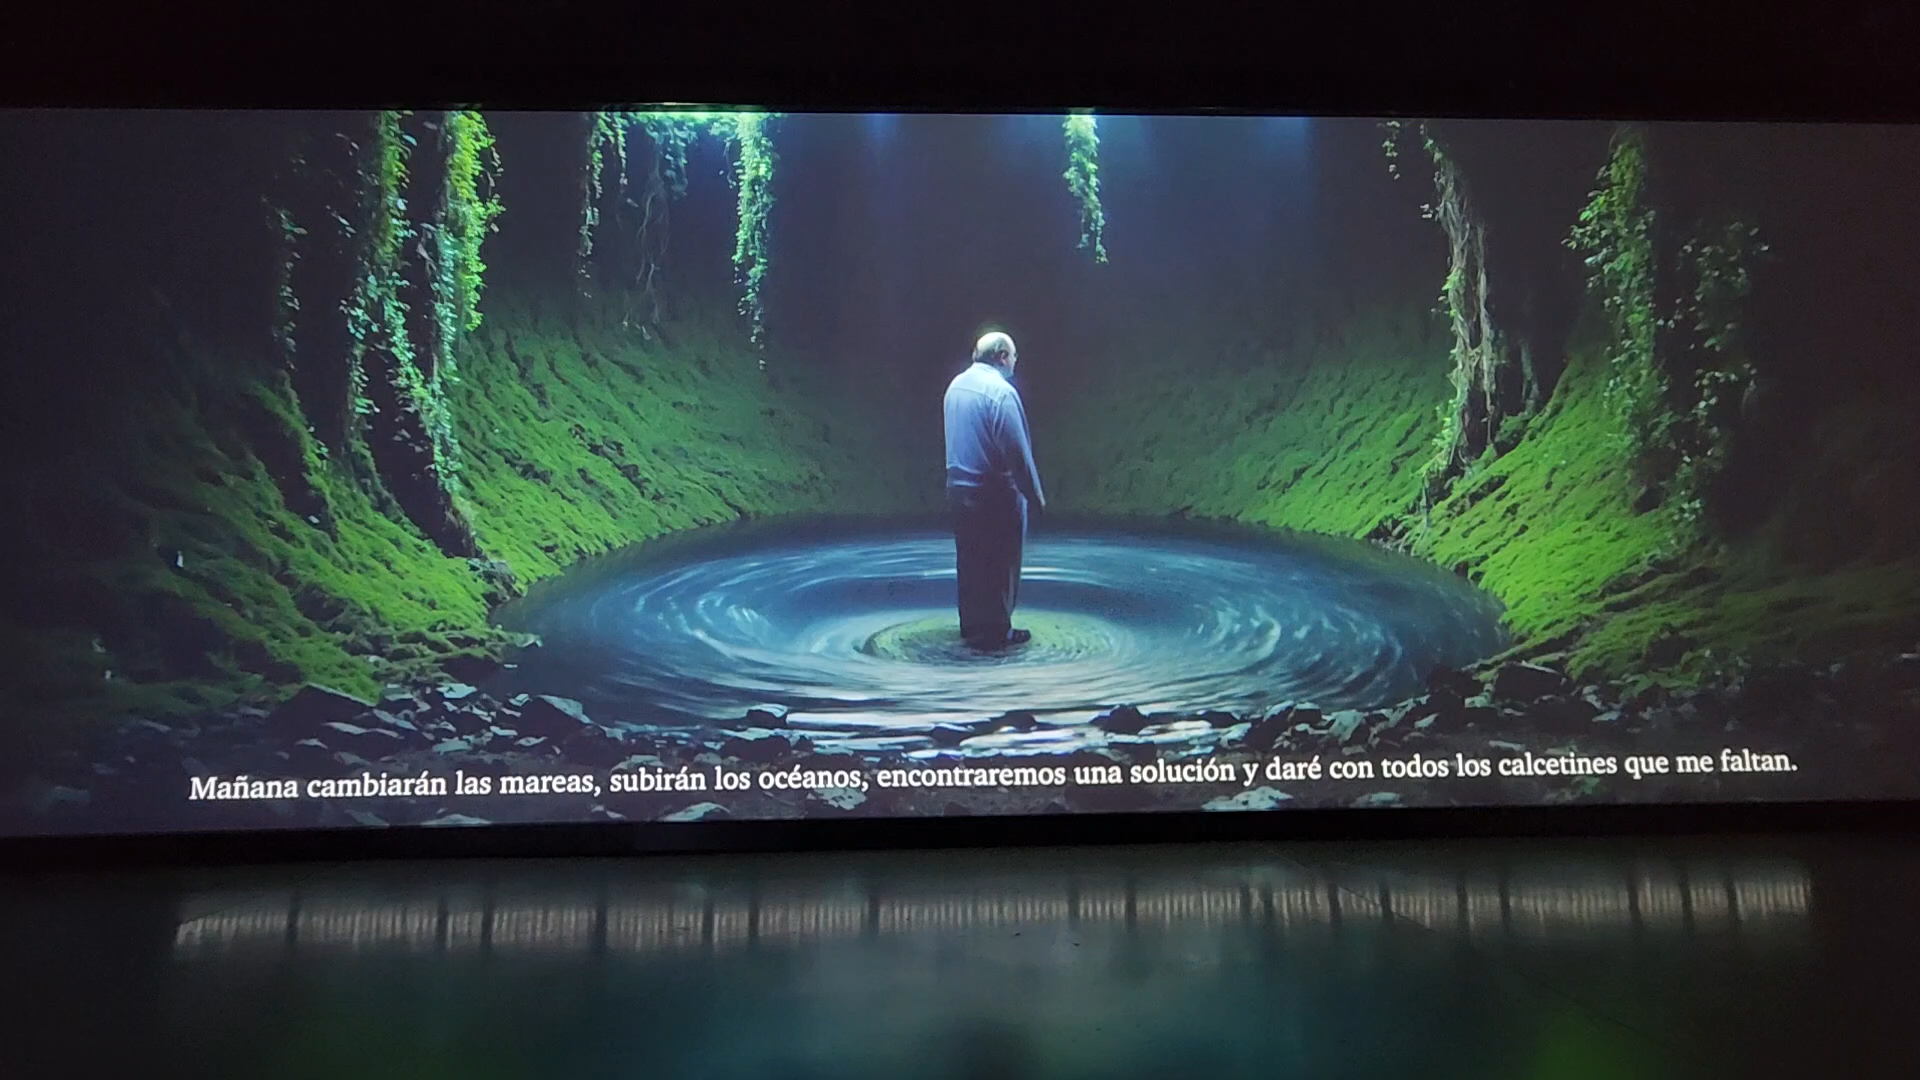 Mañana cambiarán las mareas, subirán los océanos, encontraremos una solución y daré con todos los calcetines que me faltan.